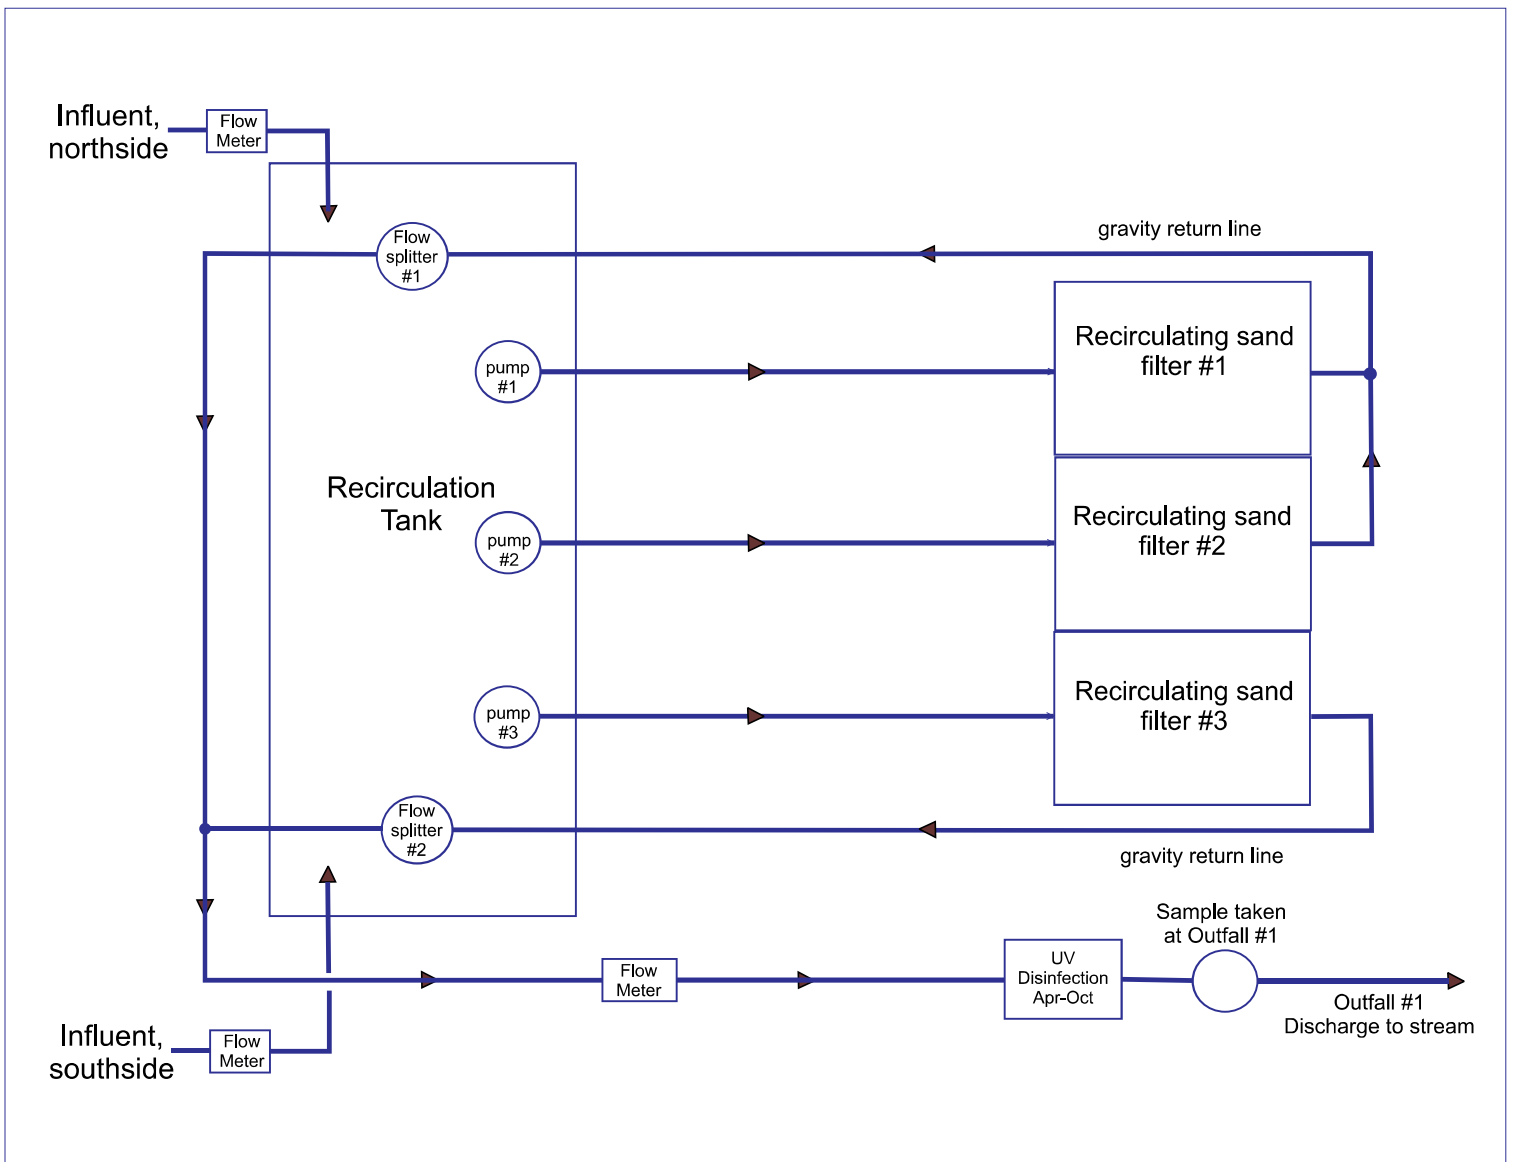 Influent,
northside
Flow
Meter
gravity return line
Flow
splitter
#1
Recirculating sand
filter #1
pump
#1
Recirculation
Tank
Recirculating sand
filter #2
pump
#2
Recirculating sand
filter #3
pump
#3
Flow
splitter
#2
gravity return line
Sample taken
at Outfall #1
UV
Disinfection
Apr-Oct
Flow
Meter
Outfall #1
Discharge to stream
Influent,
southside
Flow
Meter